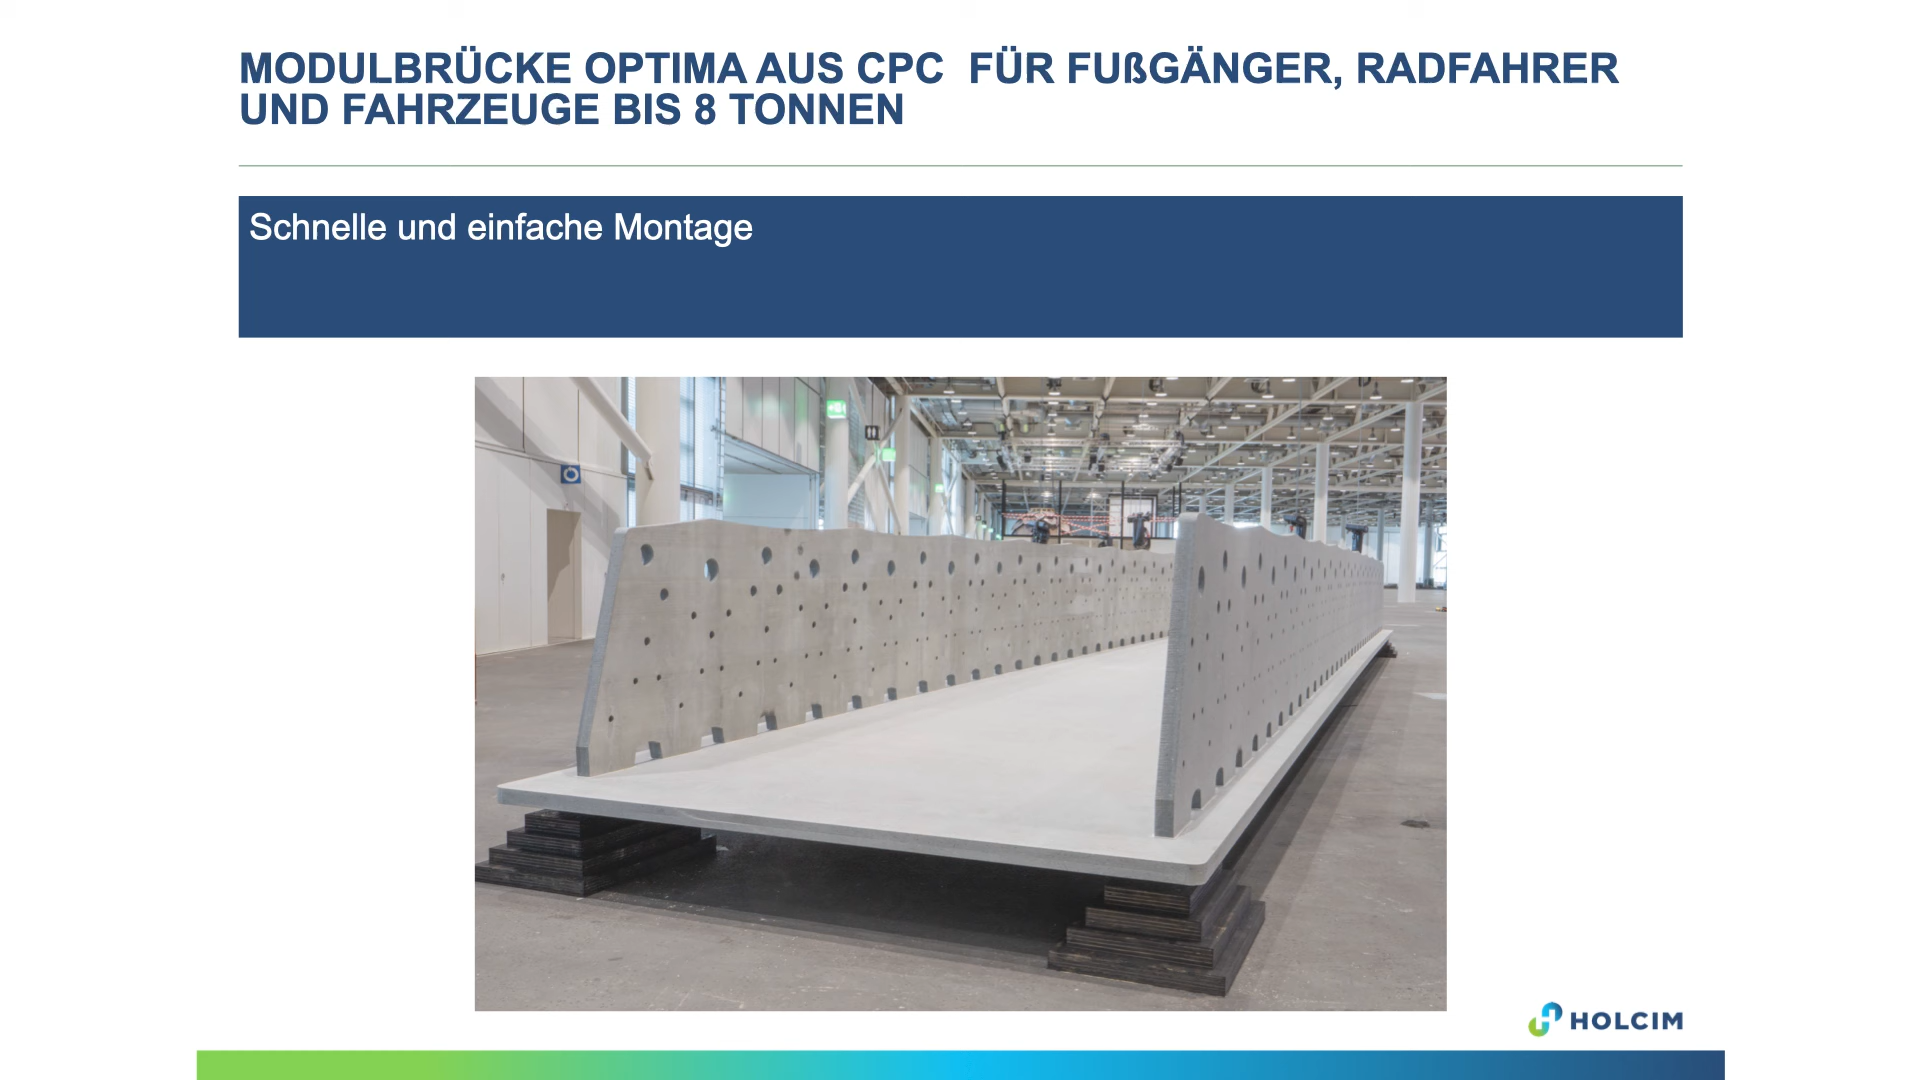 MODULBRÜCKE OPTIMA AUS CPC  FÜR FUßGÄNGER, RADFAHRER
UND FAHRZEUGE BIS 8 TONNEN
Schnelle und einfache Montage
HOLCIM